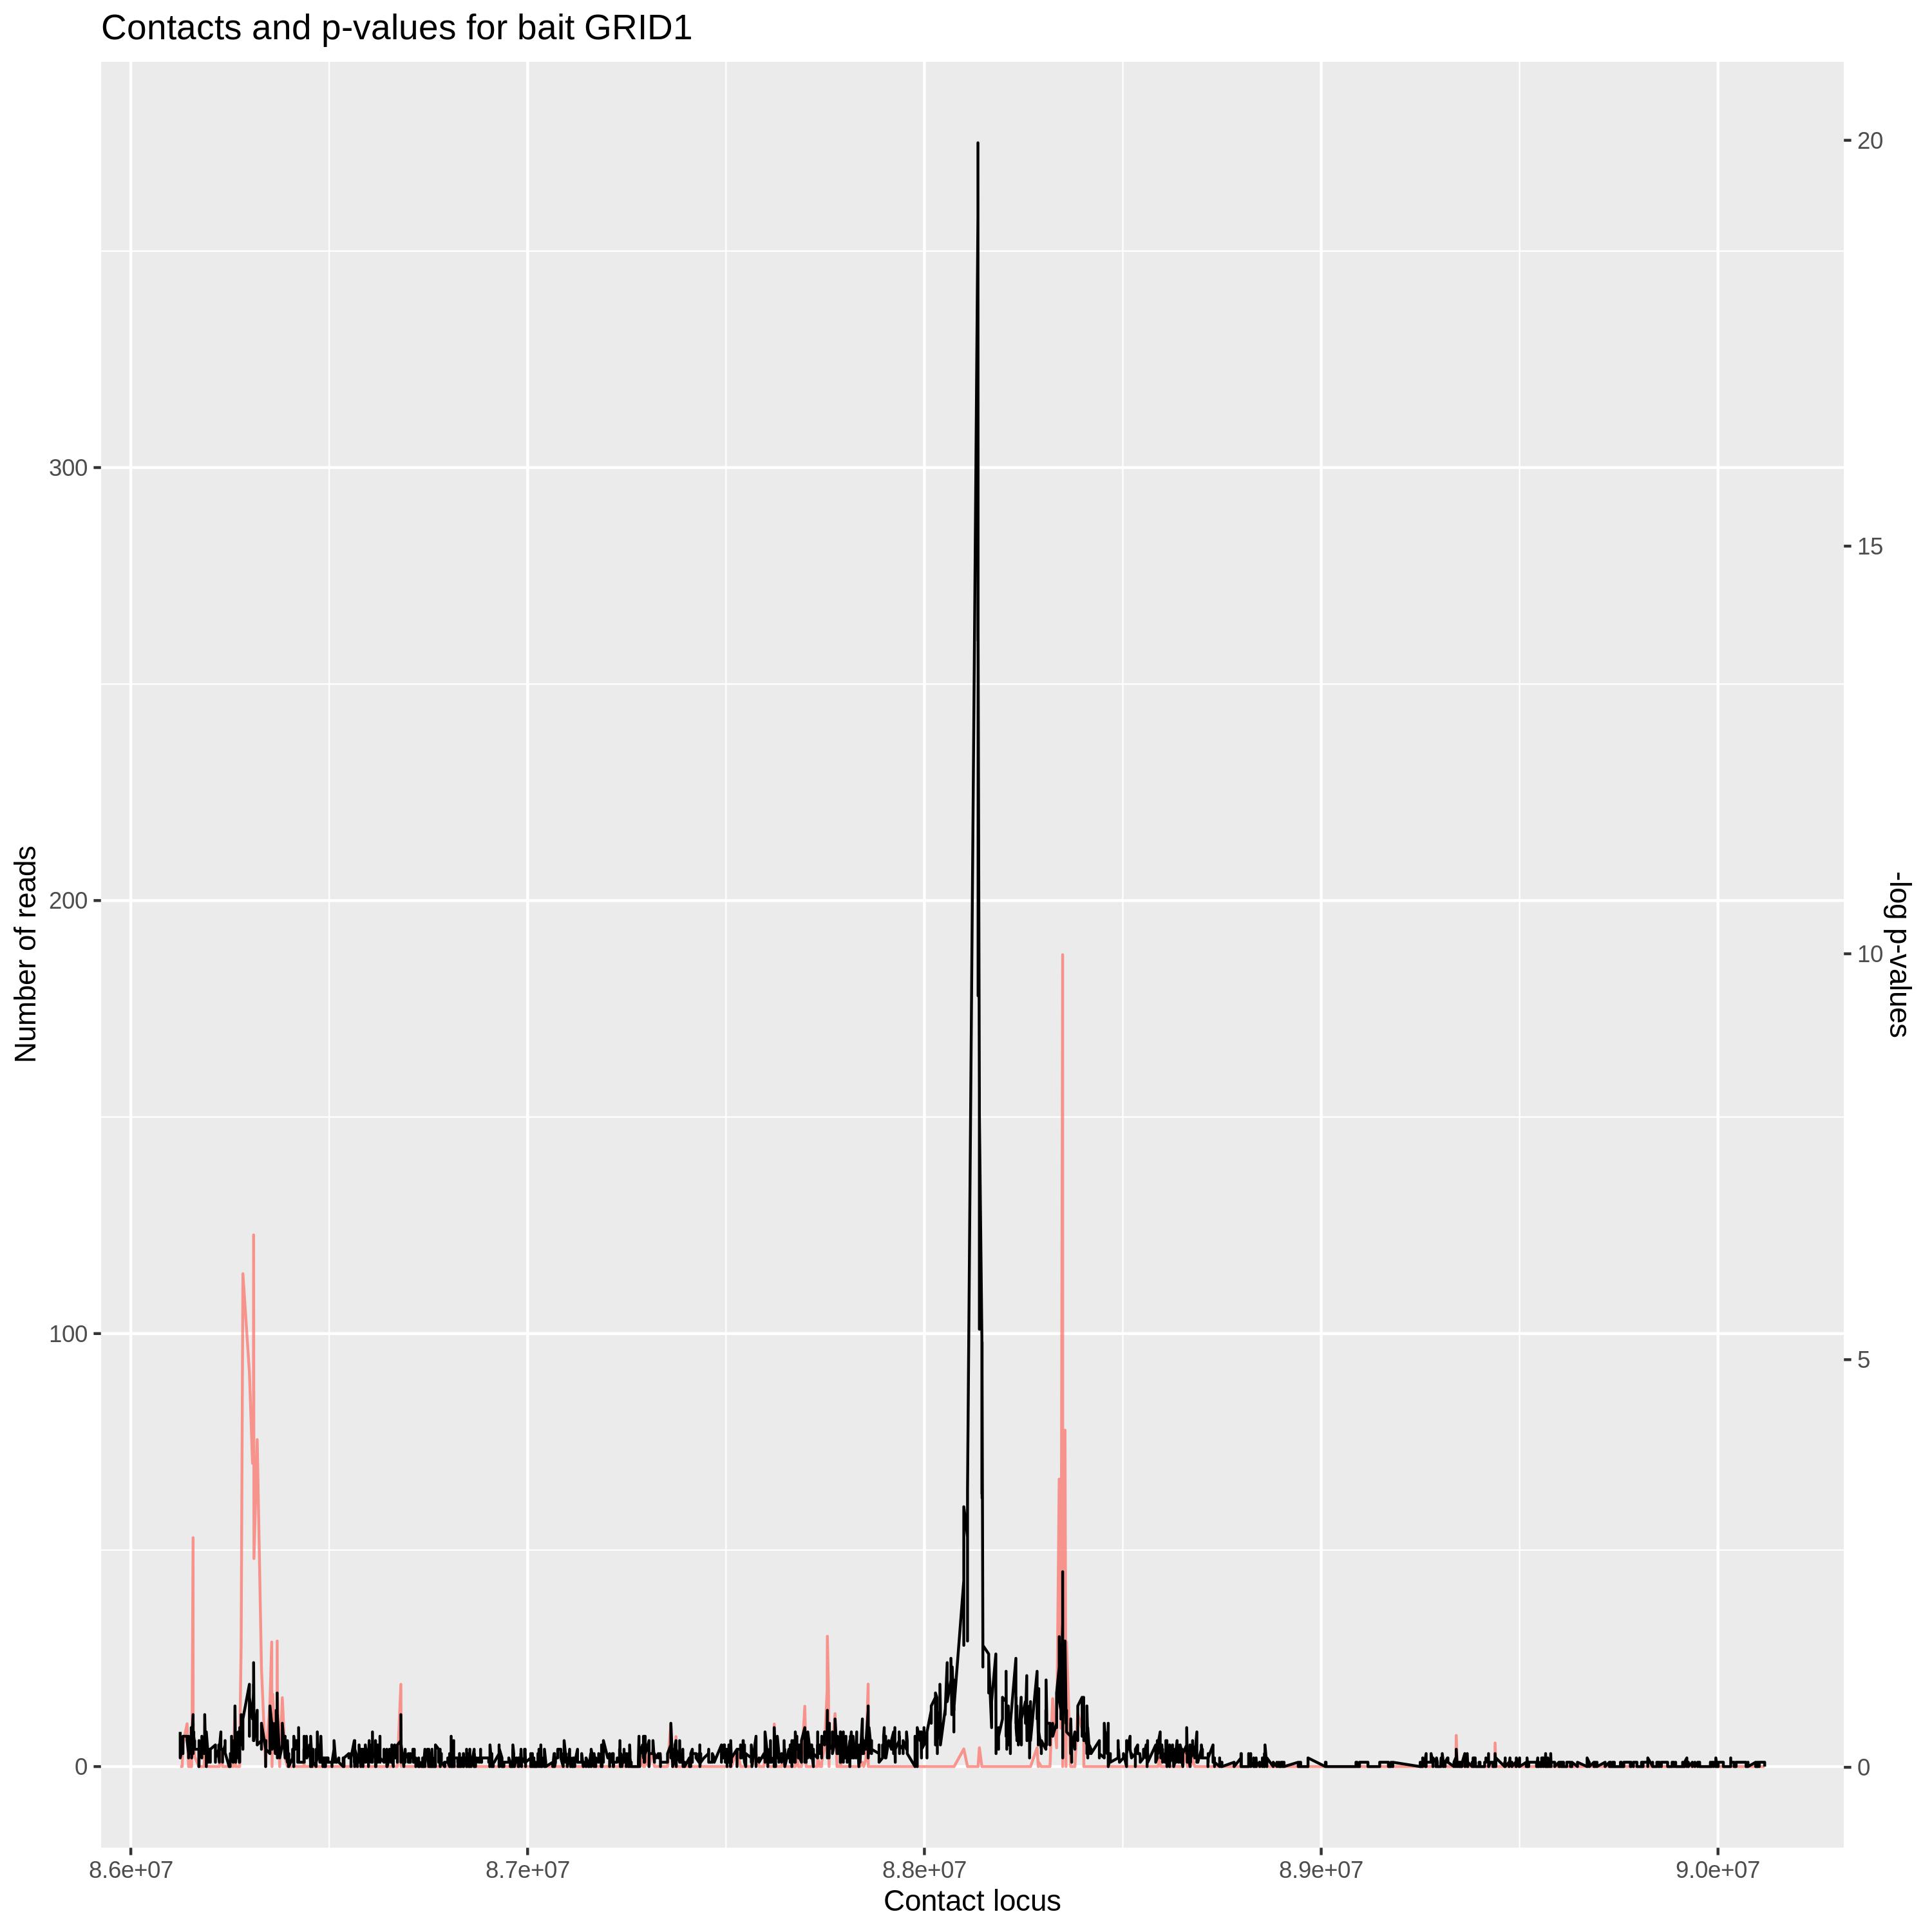 Contacts and p-values for bait GRID1
Number of reads
300
200
100
0
20
15
10
5
0
-log p-values
8.6e+07
8.7e+07
8.8e+07
8.9e+07
9.0e+07
Contact locus